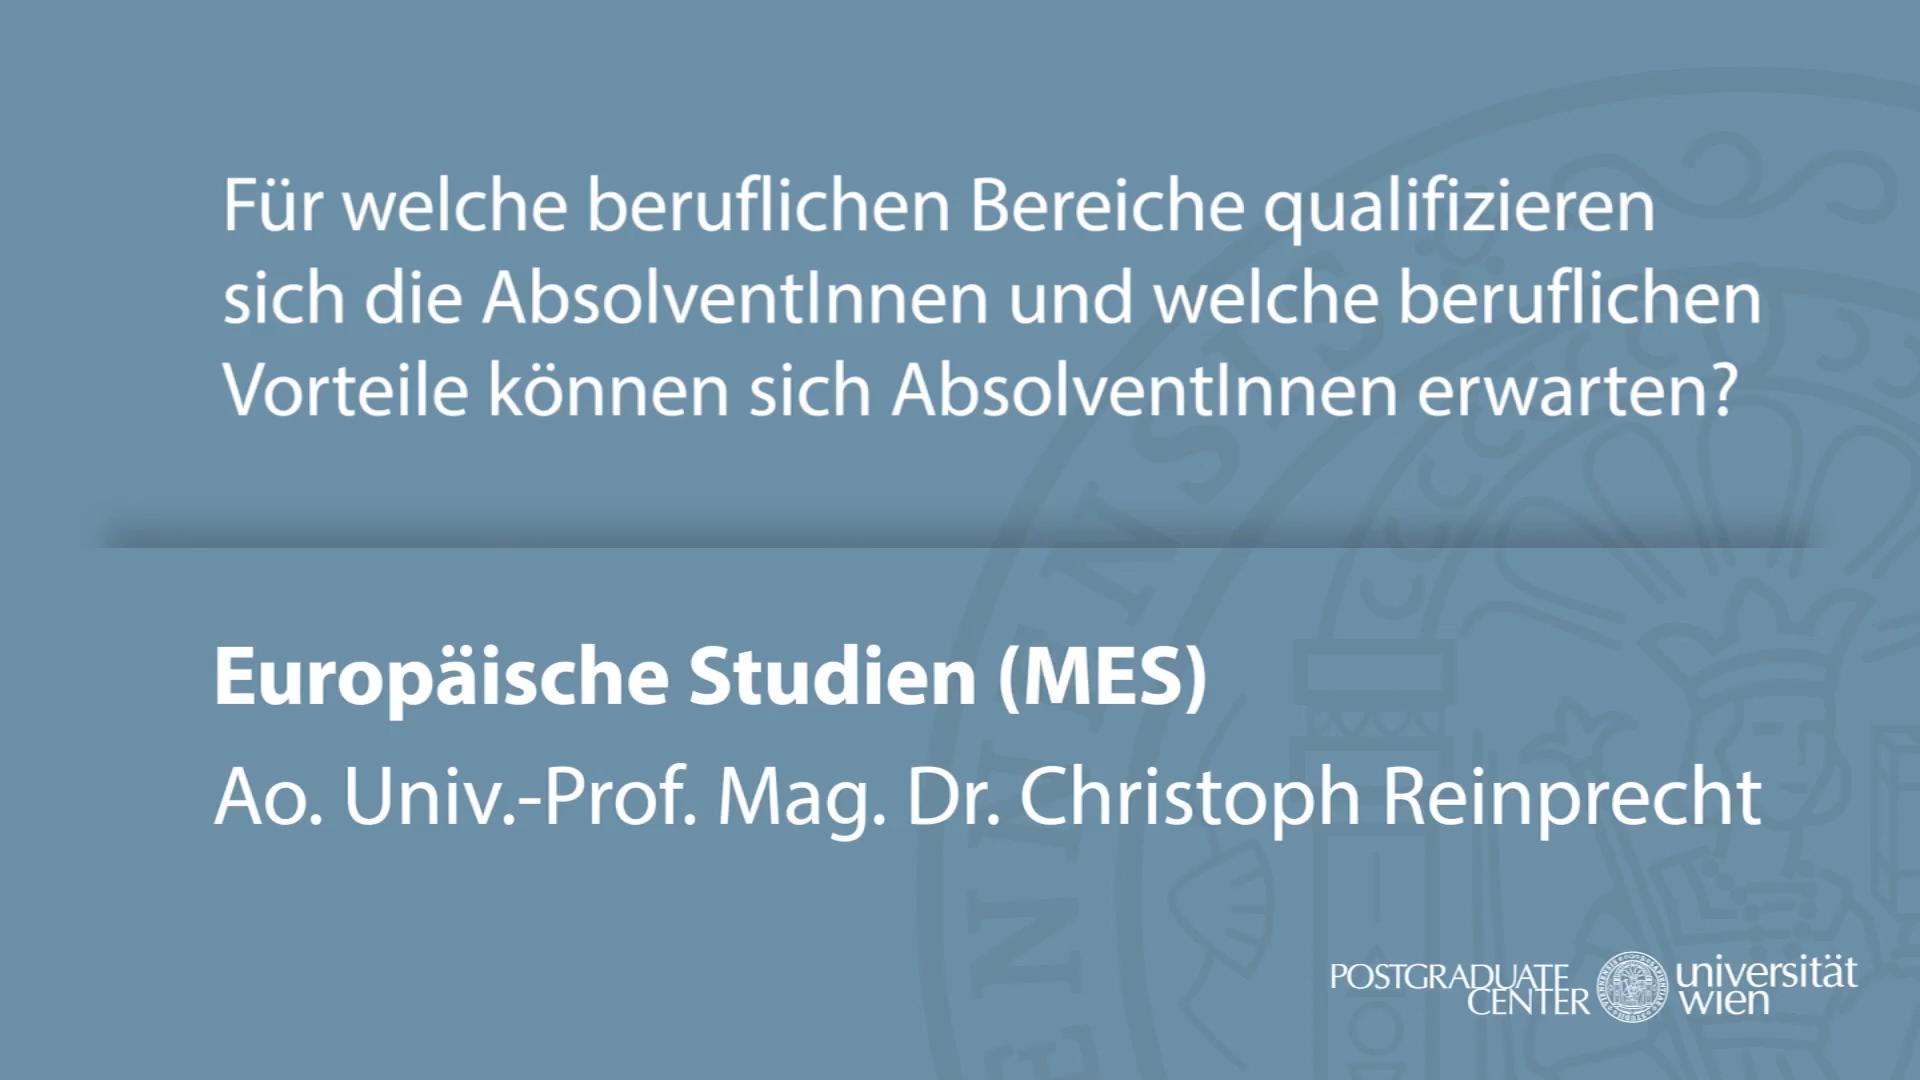 Für welche beruflichen Bereiche qualifizieren
sich die AbsolventInnen und welche beruflichen
Vorteile können sich AbsolventInnen erwarten?
Europäische Studien (MES)
Ao. Univ.-Prof. Mag. Dr. Christoph Reinprecht
POSTGRADUATE
CENTER
universität
wien